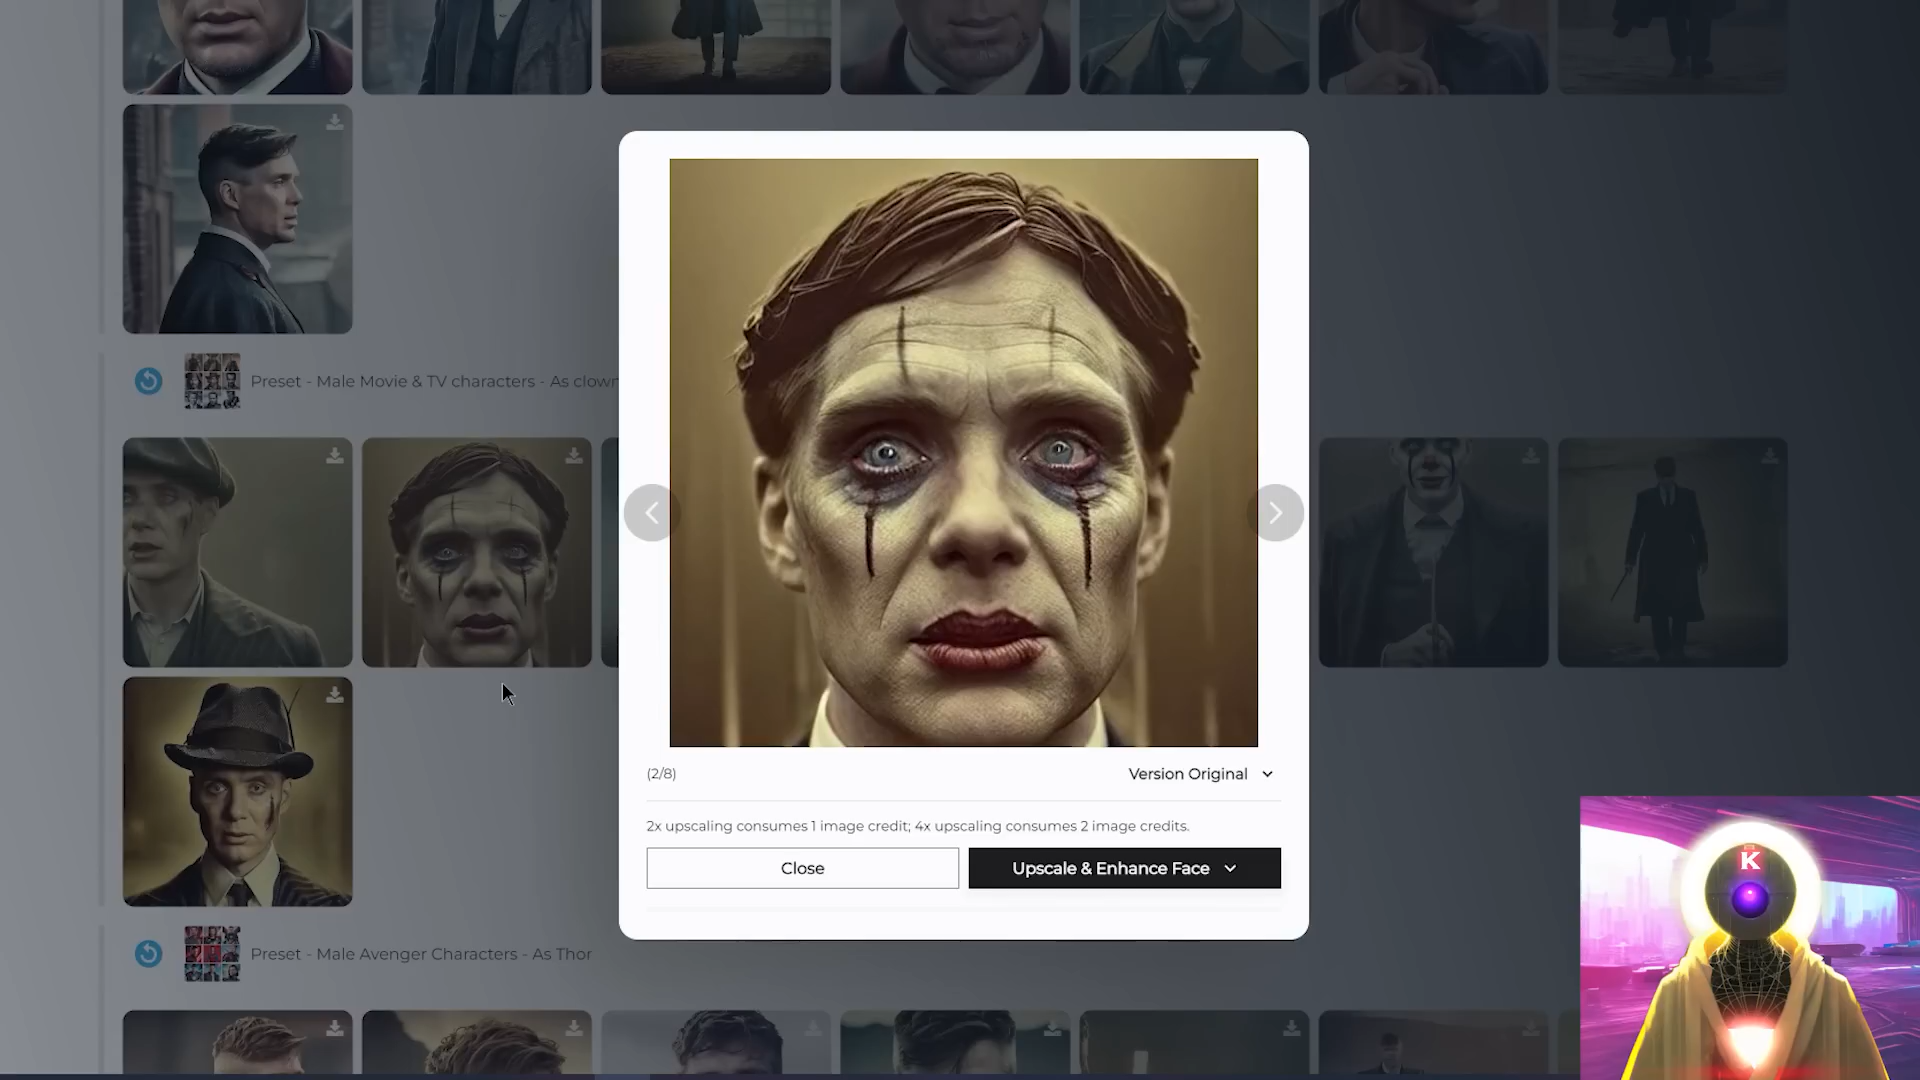 Preset - Male Movie & TV characters - As clown
(2/8)
Version Original
2x upscaling consumes 1 image credit; 4x upscaling consumes 2 image credits.
Close
Upscale & Enhance Face
Preset - Male Avenger Characters - As Thor
K